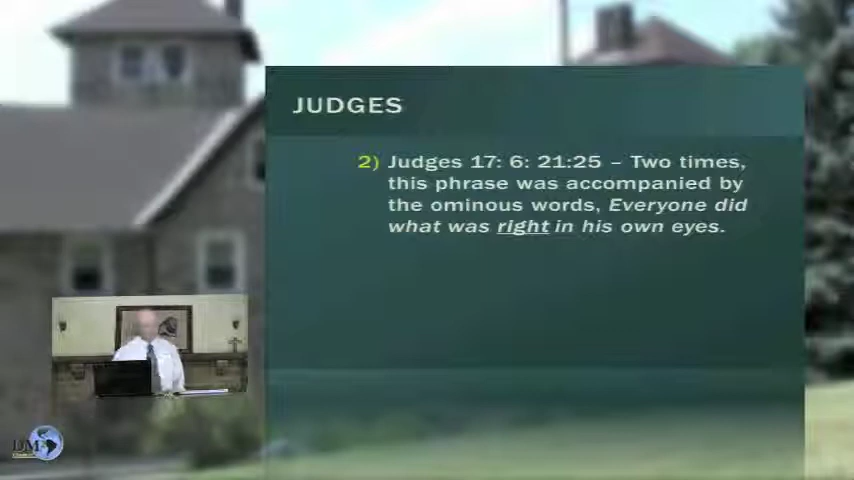 JUDGES
2) Judges 17: 6: 21:25 – Two times,
this phrase was accompanied by
the ominous words, Everyone did
what was right in his own eyes.